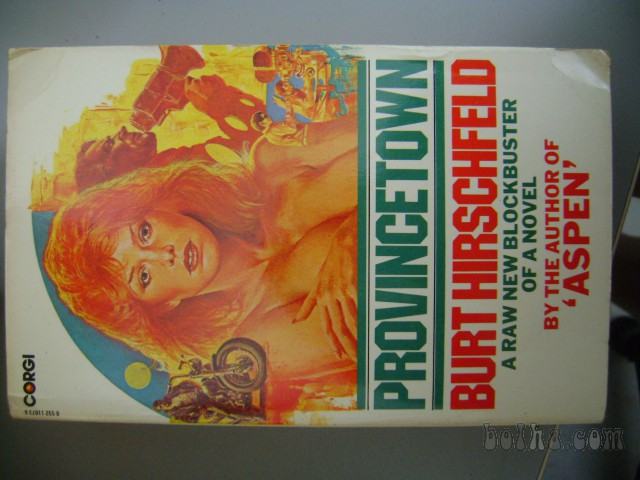 PROVINCETOWN
BURT HIRSCHFELD
A RAW NEW BLOCKBUSTER
OF A NOVEL
BY THE AUTHOR OF
'ASPEN'
CORGI
bolha.com